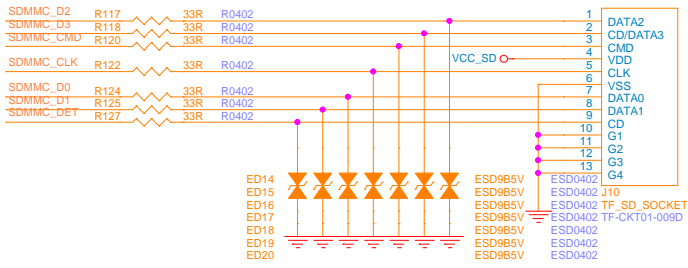 SDMMC_D2 R117 33R R0402 1 DATA2
SDMMC_D3 R118 33R R0402 2 CD/DATA3
SDMMC_CMD R120 33R R0402 3 CMD
VCC_SD 4 VDD
SDMMC_CLK R122 33R R0402 5 CLK
6 VSS
SDMMC_D0 R124 33R R0402 7 DATA0
SDMMC_D1 R125 33R R0402 8 DATA1
SDMMC_DET R127 33R R0402 9 CD
10 G1
11 G2
12 G3
13 G4
ED14 ESD9B5V ESD0402
ED15 ESD9B5V ESD0402 J10
ED16 ESD9B5V ESD0402 TF_SD_SOCKET
ED17 ESD9B5V ESD0402 TF-CKT01-009D
ED18 ESD9B5V ESD0402
ED19 ESD9B5V ESD0402
ED20 ESD9B5V ESD0402